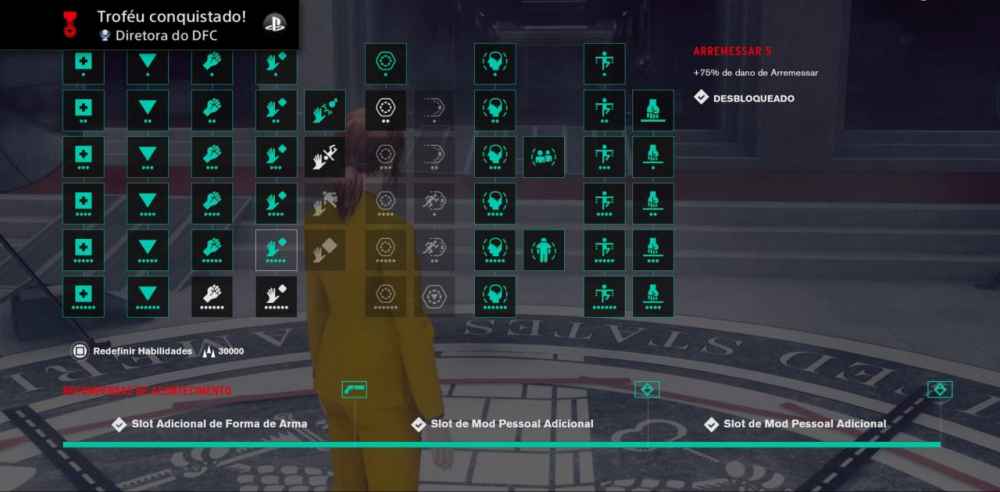 Troféu conquistado!
Diretora do DFC
ARREMESSAR 5
+75% de dano de Arremessar
DESBLOQUEADO
Redefinir Habilidades 30000
Slot Adicional de Forma de Arma
Slot de Mod Pessoal Adicional
Slot de Mod Pessoal Adicional
STATES